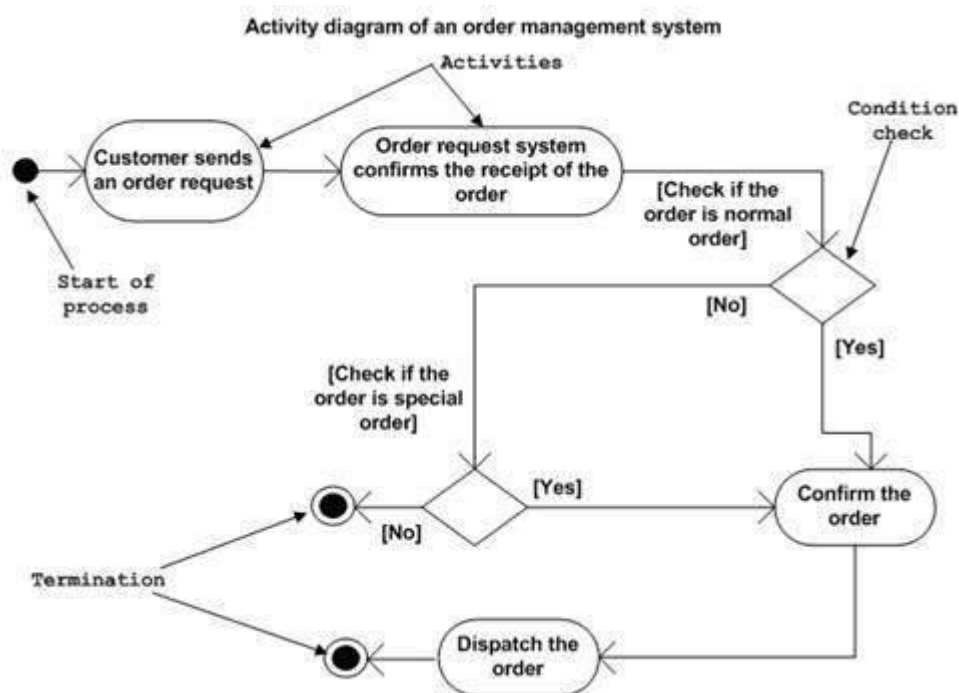 Activity diagram of an order management system
Activities
Condition
check
Customer sends
an order request
Order request system
confirms the receipt of the
order
[Check if the
order is normal
order]
Start of
process
[No]
[Yes]
[Check if the
order is special
order]
[Yes]
[No]
Confirm the
order
Termination
Dispatch the
order